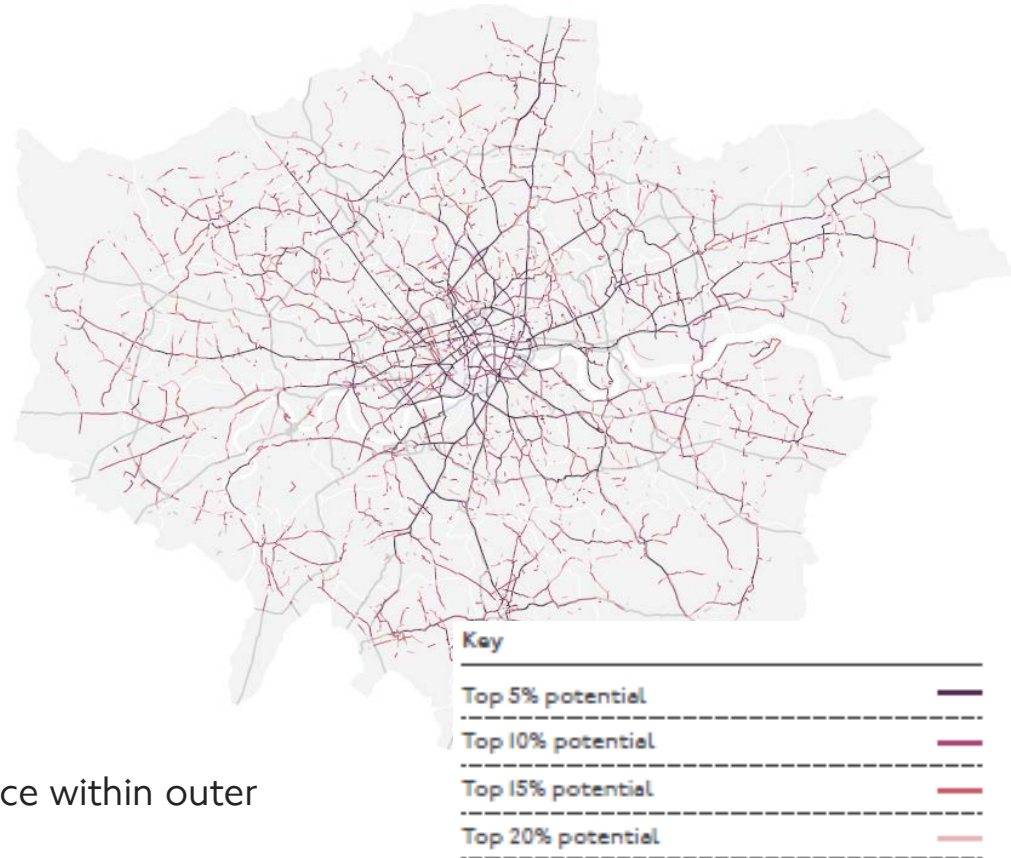 Key
Top 5% potential
Top 10% potential
Top 15% potential
Top 20% potential
ce within outer